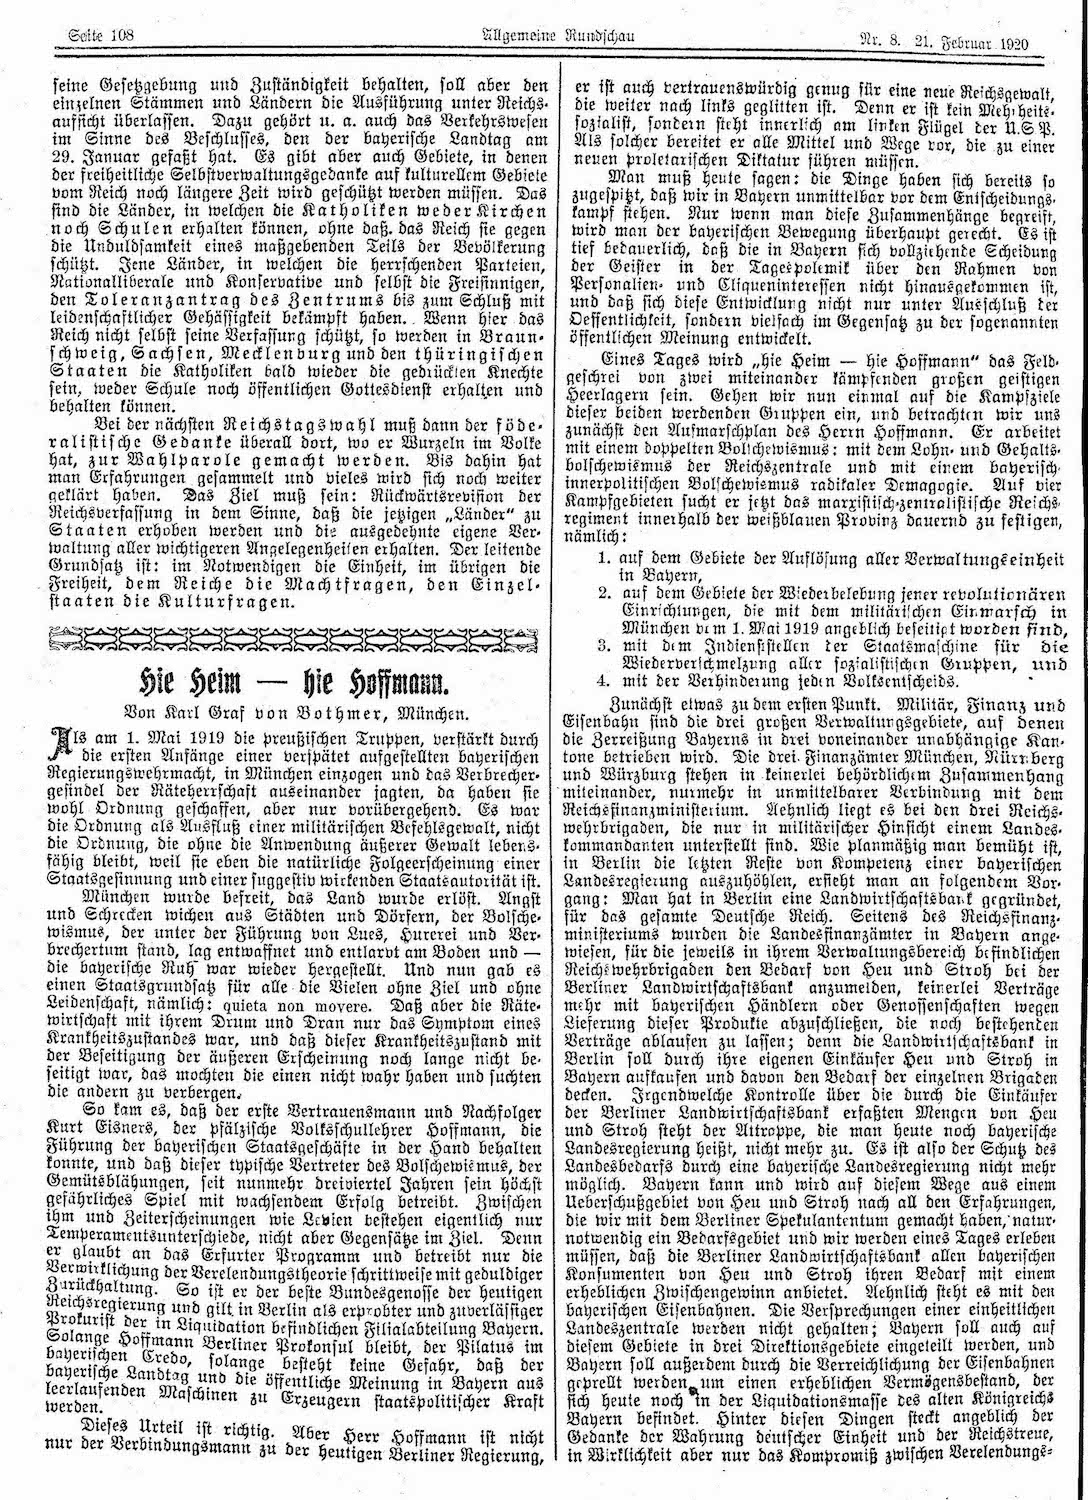 Seite 108
Allgemeine Rundschau
Nr. 8. 21. Februar 1920
seine Gesetzgebung und Zuständigkeit behalten, soll aber den
einzelnen Stämmen und Ländern die Ausführung unter Reichs-
aufsicht überlassen. Dazu gehört u. a. auch das Verkehrswesen
im Sinne des Beschlusses, den der bayerische Landtag am
29. Januar gefaßt hat. Es gibt aber auch Gebiete, in denen
der freiheitliche Selbstverwaltungsgedanke auf kulturellem Gebiete
vom Reich noch längere Zeit wird geschützt werden müssen. Das
sind die Länder, in welchen die Katholiken weder Kirchen
noch Schulen erhalten können, ohne daß das Reich sie gegen
die Unduldsamkeit eines maßgebenden Teils der Bevölkerung
schützt. Jene Länder, in welchen die herrschenden Parteien,
Nationalliberale und Konservative und selbst die Freisinnigen,
den Toleranzantrag des Zentrums bis zum Schluß mit
leidenschaftlicher Gehässigkeit bekämpft haben. Wenn hier das
Reich nicht selbst seine Verfassung schützt, so werden in Braun-
schweig, Sachsen, Mecklenburg und den thüringischen
Staaten die Katholiken bald wieder die gedrückten Knechte
sein, weder Schule noch öffentlichen Gottesdienst erhalten und
behalten können.
Bei der nächsten Reichstagswahl muß dann der föde-
ralistische Gedanke überall dort, wo er Wurzeln im Volke
hat, zur Wahlparole gemacht werden. Bis dahin hat
man Erfahrungen gesammelt und vieles wird sich noch weiter
geklärt haben. Das Ziel muß sein: Rückwärtsrevision der
Reichsverfassung in dem Sinne, daß die jetzigen „Länder“ zu
Staaten erhoben werden und die ausgedehnte eigene Ver-
waltung aller wichtigeren Angelegenheiten erhalten. Der leitende
Grundsatz ist: im Notwendigen die Einheit, im übrigen die
Freiheit, dem Reiche die Machtfragen, den Einzel-
staaten die Kulturfragen.
Hie Heim — hie Hoffmann.
Von Karl Graf von Bothmer, München.
Als am 1. Mai 1919 die preußischen Truppen, verstärkt durch
die ersten Anfänge einer verspätet aufgestellten bayerischen
Regierungswehrmacht, in München einzogen und das Verbrecher-
gesindel der Räteherrschaft auseinander jagten, da haben sie
wohl Ordnung geschaffen, aber nur vorübergehend. Es war
die Ordnung als Ausfluß einer militärischen Befehlsgewalt, nicht
die Ordnung, die ohne die Anwendung äußerer Gewalt lebens-
fähig bleibt, weil sie eben die natürliche Folgeerscheinung einer
Staatsgesinnung und einer suggestiv wirkenden Staatsautorität ist.
München wurde befreit, das Land wurde erlöst. Angst
und Schrecken wichen aus Städten und Dörfern, der Bolsche-
wismus, der unter der Führung von Lues, Hurerei und Ver-
brechertum stand, lag entwaffnet und entlarvt am Boden und —
die bayerische Ruh war wieder hergestellt. Und nun gab es
einen Staatsgrundsatz für alle die Vielen ohne Ziel und ohne
Leidenschaft, nämlich: quieta non movere. Daß aber die Räte-
wirtschaft mit ihrem Drum und Dran nur das Symptom eines
Krankheitszustandes war, und daß dieser Krankheitszustand mit
der Beseitigung der äußeren Erscheinung noch lange nicht be-
seitigt war, das mochten die einen nicht wahr haben und suchten
die andern zu verbergen.
So kam es, daß der erste Vertrauensmann und Nachfolger
Kurt Eisners, der pfälzische Volksschullehrer Hoffmann, die
Führung der bayerischen Staatsgeschäfte in der Hand behalten
konnte, und daß dieser typische Vertreter des Bolschewismus, der
Gemütsblähungen, seit nunmehr dreiviertel Jahren sein höchst
gefährliches Spiel mit wachsendem Erfolg betreibt. Zwischen
ihm und Zeiterscheinungen wie Levien bestehen eigentlich nur
Temperamentsunterschiede, nicht aber Gegensätze im Ziel. Denn
er glaubt an das Erfurter Programm und betreibt nur die
Verwirklichung der Verelendungstheorie schrittweise mit geduldiger
Zurückhaltung. So ist er der beste Bundesgenosse der heutigen
Reichsregierung und gilt in Berlin als erprobter und zuverlässiger
Prokurist der in Liquidation befindlichen Filialabteilung Bayern.
Solange Hoffmann Berliner Prokonsul bleibt, der Pilatus im
bayerischen Credo, solange besteht keine Gefahr, daß der
bayerische Landtag und die öffentliche Meinung in Bayern aus
leerlaufenden Maschinen zu Erzeugern staatspolitischer Kraft
werden.
Dieses Urteil ist richtig. Aber Herr Hoffmann ist nicht
nur der Verbindungsmann zu der heutigen Berliner Regierung,
er ist auch vertrauenswürdig genug für eine neue Reichsgewalt,
die weiter nach links geglitten ist. Denn er ist kein Mehrheits-
sozialist, sondern steht innerlich am linken Flügel der U.S.P.
Als solcher bereitet er alle Mittel und Wege vor, die zu einer
neuen proletarischen Diktatur führen müssen.
Man muß heute sagen: die Dinge haben sich bereits so
zugespitzt, daß wir in Bayern unmittelbar vor dem Entscheidungs-
kampf stehen. Nur wenn man diese Zusammenhänge begreift,
wird man der bayerischen Bewegung überhaupt gerecht. Es ist
tief bedauerlich, daß die in Bayern sich vollziehende Scheidung
der Geister in der Tagespolemik über den Rahmen von
Personalien- und Cliqueninteressen nicht hinausgekommen ist,
und daß sich diese Entwicklung nicht nur unter Ausschluß der
Oeffentlichkeit, sondern vielfach im Gegensatz zu der sogenannten
öffentlichen Meinung entwickelt.
Eines Tages wird „hie Heim — hie Hoffmann“ das Feld-
geschrei von zwei miteinander kämpfenden großen geistigen
Heerlagern sein. Gehen wir nun einmal auf die Kampfziele
dieser beiden werdenden Gruppen ein, und betrachten wir uns
zunächst den Aufmarschplan des Herrn Hoffmann. Er arbeitet
mit einem doppelten Bolschewismus: mit dem Lohn- und Gehalts-
bolschewismus der Reichszentrale und mit einem bayerisch-
innerpolitischen Bolschewismus radikaler Demagogie. Auf vier
Kampfgebieten sucht er jetzt das marxistisch-zentralistische Reichs-
regiment innerhalb der weißblauen Provinz dauernd zu festigen,
nämlich:
1. auf dem Gebiete der Auflösung aller Verwaltungseinheit
in Bayern,
2. auf dem Gebiete der Wiederbelebung jener revolutionären
Einrichtungen, die mit dem militärischen Einmarsch in
München vom 1. Mai 1919 angeblich beseitigt worden sind,
3. mit dem Indienststellen der Staatsmaschine für die
Wiederverschmelzung aller sozialistischen Gruppen, und
4. mit der Verhinderung jeden Volksentscheids.
Zunächst etwas zu dem ersten Punkt. Militär, Finanz und
Eisenbahn sind die drei großen Verwaltungsgebiete, auf denen
die Zerreißung Bayerns in drei voneinander unabhängige Kan-
tone betrieben wird. Die drei Finanzämter München, Nürnberg
und Würzburg stehen in keinerlei behördlichem Zusammenhang
miteinander, nurmehr in unmittelbarer Verbindung mit dem
Reichsfinanzministerium. Aehnlich liegt es bei den drei Reichs-
wehrbrigaden, die nur in militärischer Hinsicht einem Landes-
kommandanten unterstellt sind. Wie planmäßig man bemüht ist,
in Berlin die letzten Reste von Kompetenz einer bayerischen
Landesregierung auszuhöhlen, ersieht man an folgendem Vor-
gang: Man hat in Berlin eine Landwirtschaftsbank gegründet,
für das gesamte Deutsche Reich. Seitens des Reichsfinanz-
ministeriums wurden die Landesfinanzämter in Bayern ange-
wiesen, für die jeweils in ihrem Verwaltungsbereich befindlichen
Reichswehrbrigaden den Bedarf von Heu und Stroh bei der
Berliner Landwirtschaftsbank anzumelden, keinerlei Verträge
mehr mit bayerischen Händlern oder Genossenschaften wegen
Lieferung dieser Produkte abzuschließen, die noch bestehenden
Verträge ablaufen zu lassen; denn die Landwirtschaftsbank in
Berlin soll durch ihre eigenen Einkäufer Heu und Stroh in
Bayern aufkaufen und davon den Bedarf der einzelnen Brigaden
decken. Irgendwelche Kontrolle über die durch die Einkäufer
der Berliner Landwirtschaftsbank erfaßten Mengen von Heu
und Stroh steht der Attrappe, die man heute noch bayerische
Landesregierung heißt, nicht mehr zu. Es ist also der Schutz des
Landesbedarfs durch eine bayerische Landesregierung nicht mehr
möglich. Bayern kann und wird auf diesem Wege aus einem
Ueberschußgebiet von Heu und Stroh nach all den Erfahrungen,
die wir mit dem Berliner Spekulantentum gemacht haben, natur-
notwendig ein Bedarfsgebiet und wir werden eines Tages erleben
müssen, daß die Berliner Landwirtschaftsbank allen bayerischen
Konsumenten von Heu und Stroh ihren Bedarf mit einem
erheblichen Zwischengewinn anbietet. Aehnlich steht es mit den
bayerischen Eisenbahnen. Die Versprechungen einer einheitlichen
Landeszentrale werden nicht gehalten; Bayern soll auch auf
diesem Gebiete in drei Direktionsgebiete eingeteilt werden, und
Bayern soll außerdem durch die Verreichlichung der Eisenbahnen
geprellt werden um einen erheblichen Vermögensbestand, der
sich heute noch in der Liquidationsmasse des alten Königreichs
Bayern befindet. Hinter diesen Dingen steckt angeblich der
Gedanke der Wahrung deutscher Einheit und der Reichstreue,
in Wirklichkeit aber nur das Kompromiß zwischen Verelendungs-